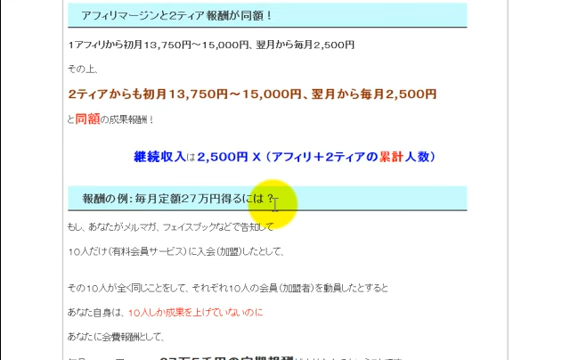 アフィリマージンと2ティア報酬が同額！
1アフィリから初月13,750円～15,000円、翌月から毎月2,500円
その上、
2ティアからも初月13,750円～15,000円、翌月から毎月2,500円
と同額の成果報酬！
継続収入は2,500円 X （アフィリ＋2ティアの累計人数）
報酬の例：毎月定額27万円得るには？
もし、あなたがメルマガ、フェイスブックなどで告知して
10人だけ（有料会員サービス）に入会（加盟）したとして、
その10人が全く同じことをして、それぞれ10人の会員（加盟者）を動員したとすると
あなた自身は、10人しか成果を上げていないのに
あなたに会費報酬として、
27万5千円の定期報酬